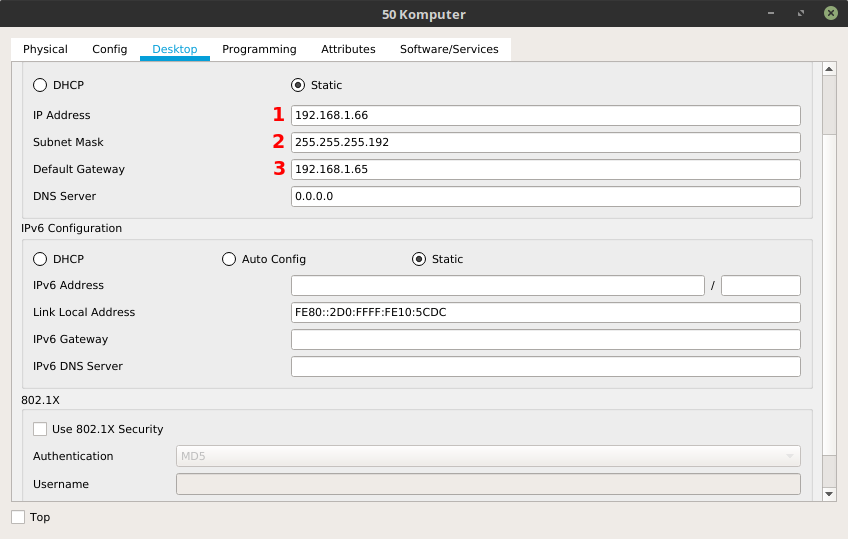 50 Komputer
Physical Config Desktop Programming Attributes Software/Services
DHCP Static
IP Address 1 192.168.1.66
Subnet Mask 2 255.255.255.192
Default Gateway 3 192.168.1.65
DNS Server 0.0.0.0
IPv6 Configuration
DHCP Auto Config Static
IPv6 Address /
Link Local Address FE80::2D0:FFFF:FE10:5CDC
IPv6 Gateway
IPv6 DNS Server
802.1X
Use 802.1X Security
Authentication MD5
Username
Top